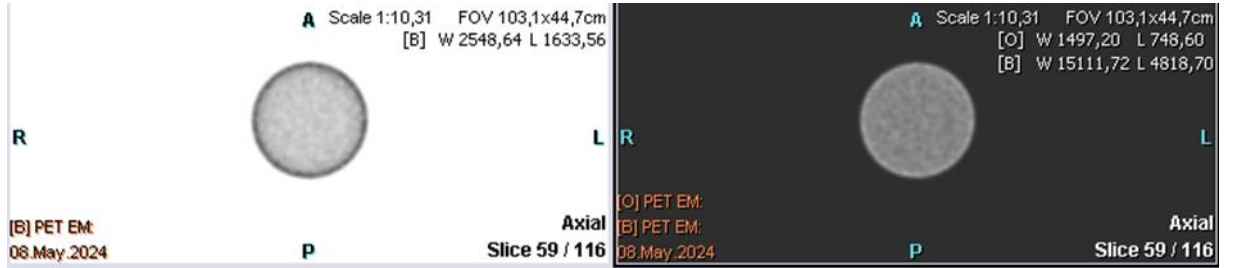 A Scale 1:10,31 FOV 103,1x44,7cm
[B] W 2548,64 L 1633,56
R L
[B] PET EM: Axial
08.May.2024 P Slice 59 / 116
A Scale 1:10,31 FOV 103,1x44,7cm
[O] W 1497,20 L 748,60
[B] W 15111,72 L 4818,70
R L
[O] PET EM:
[B] PET EM: Axial
08.May.2024 P Slice 59 / 116